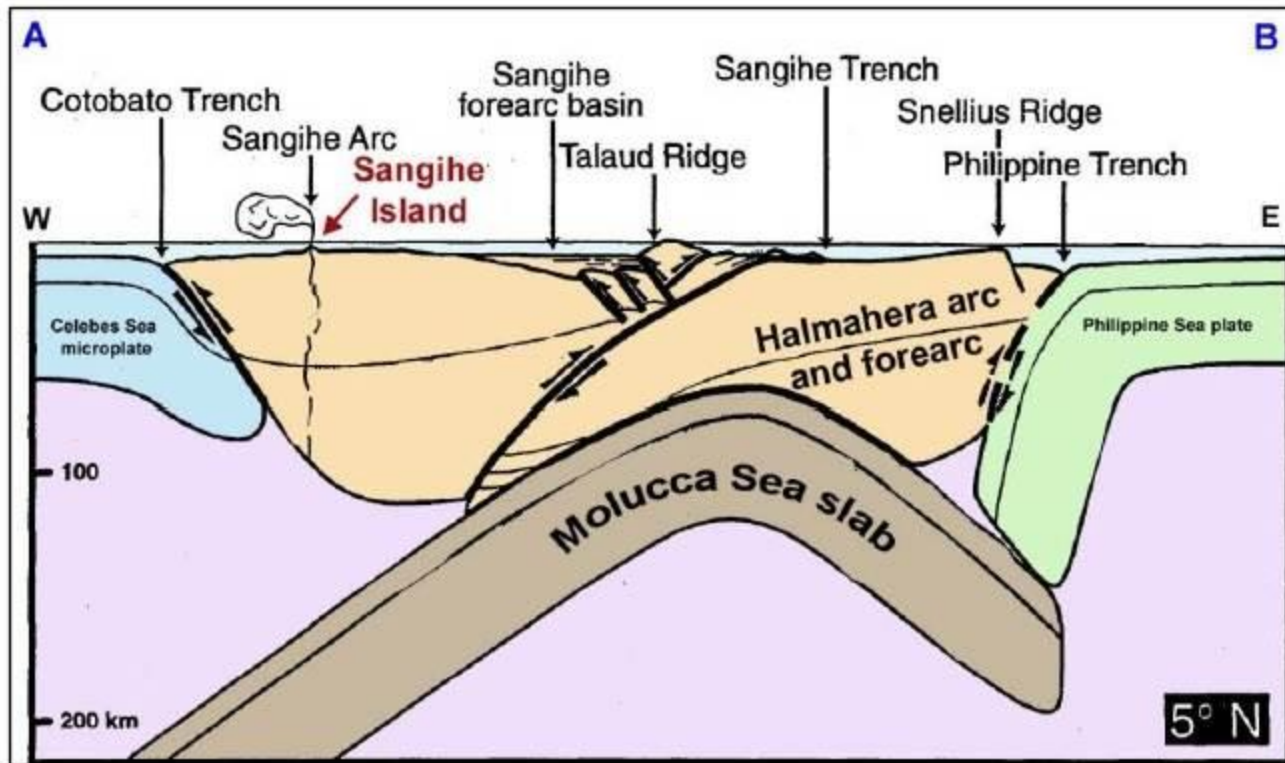 A
B
Cotobato Trench
Sangihe Arc
Sangihe
Island
Sangihe
forearc basin
Talaud Ridge
Sangihe Trench
Snellius Ridge
Philippine Trench
W
E
Celebes Sea
microplate
Halmahera arc
and forearc
Philippine Sea plate
100
Molucca Sea slab
200 km
5° N